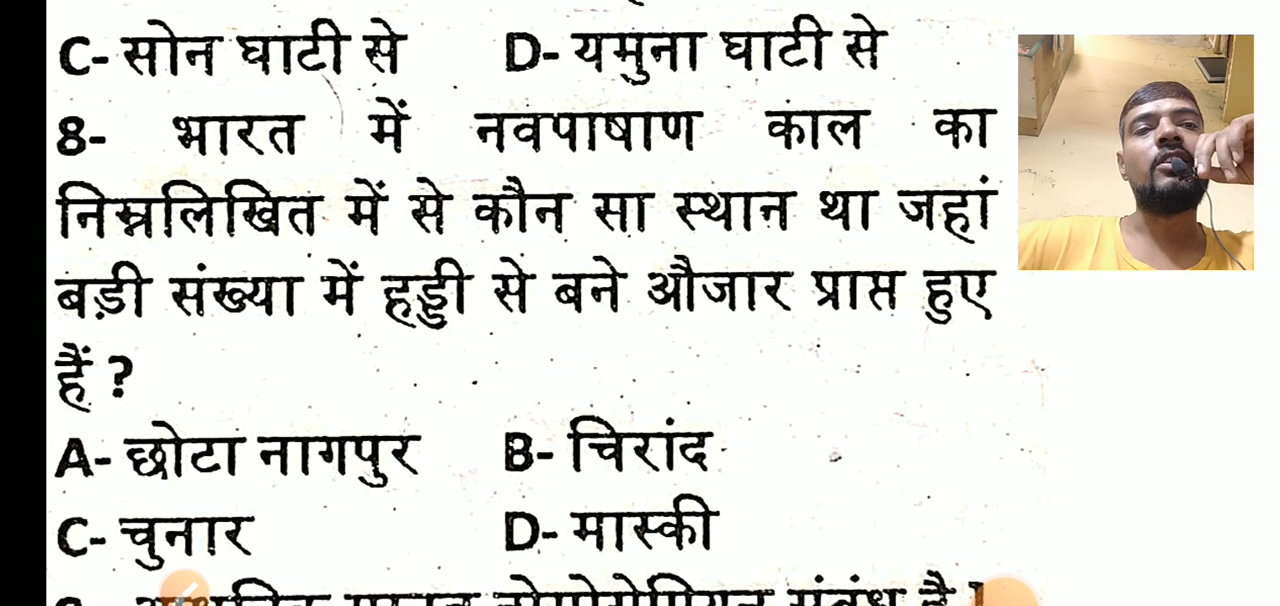 C- सोन घाटी से D- यमुना घाटी से
8- भारत में नवपाषाण काल का
निम्नलिखित में से कौन सा स्थान था जहां
बड़ी संख्या में हड्डी से बने औजार प्राप्त हुए
हैं ?
A- छोटा नागपुर B- चिरांद
C- चुनार D- मास्की